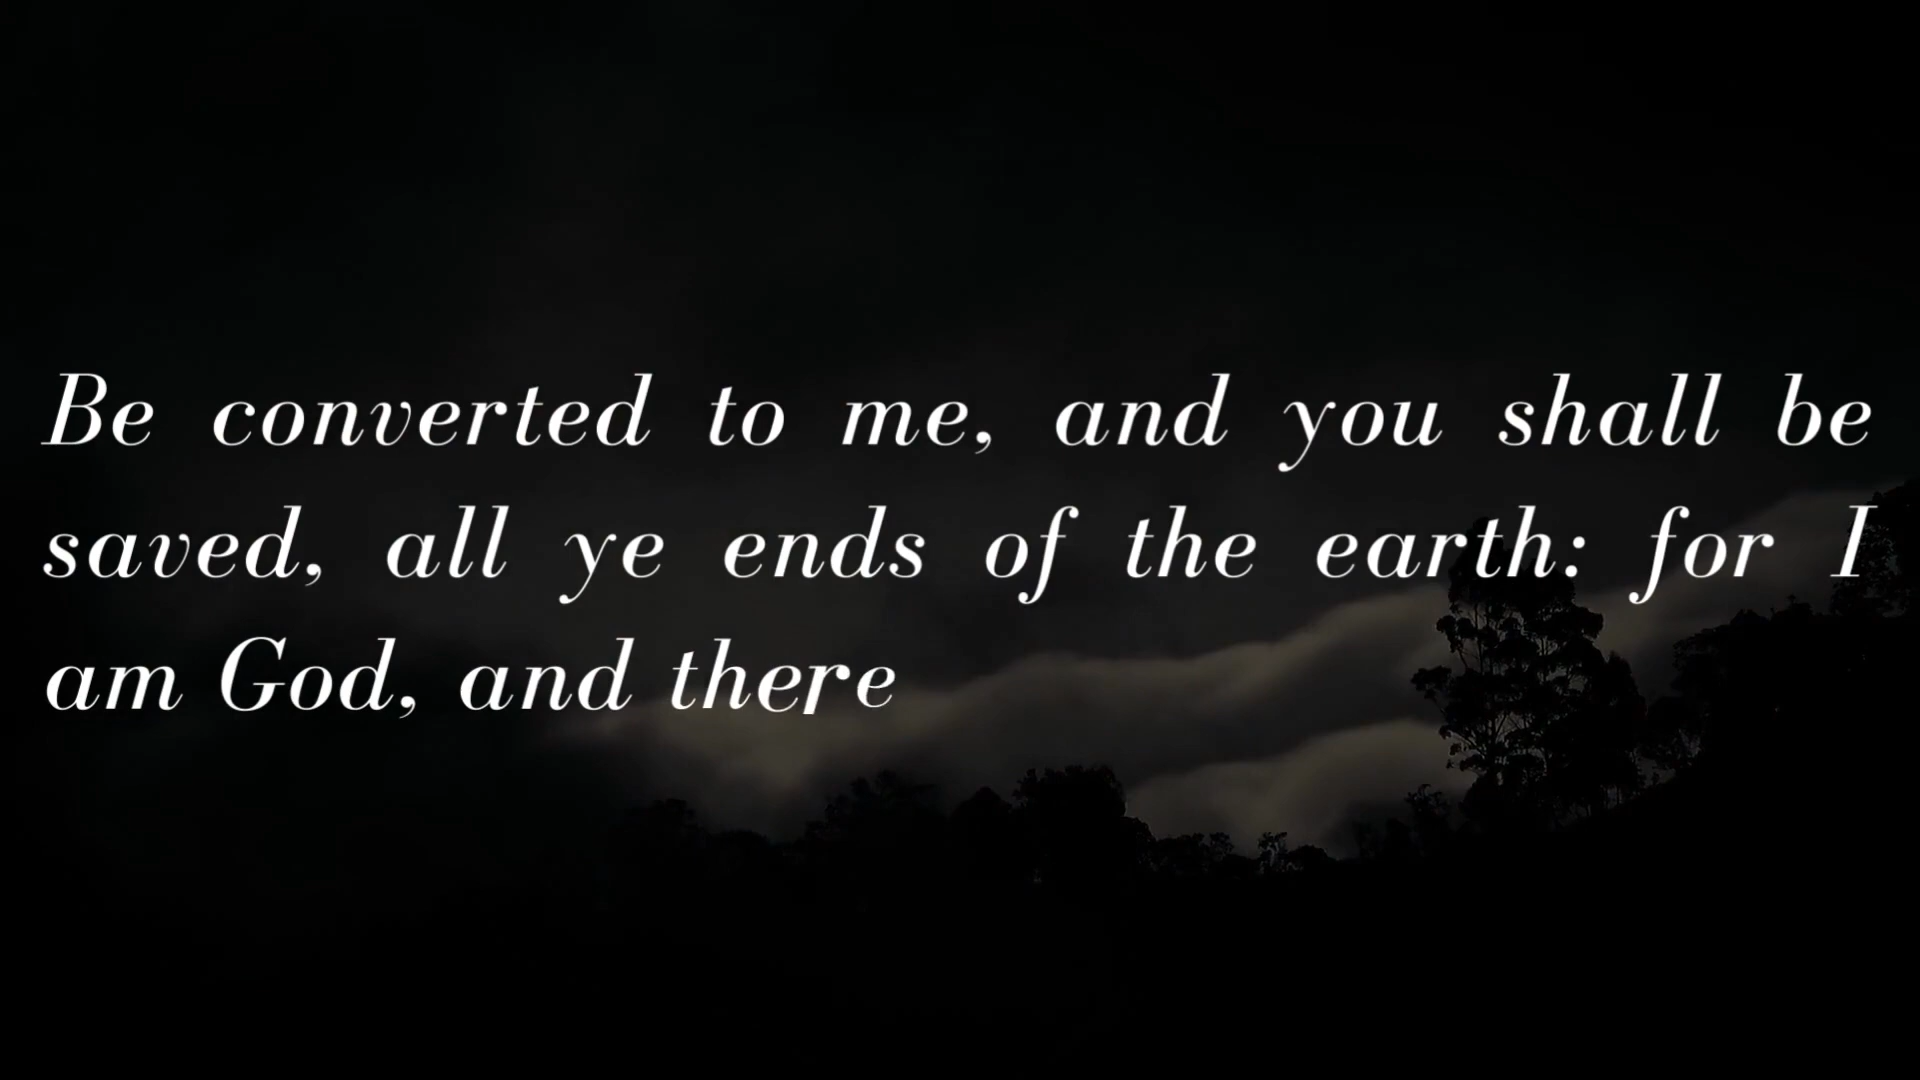 Be converted to me, and you shall be
saved, all ye ends of the earth: for I
am God, and there